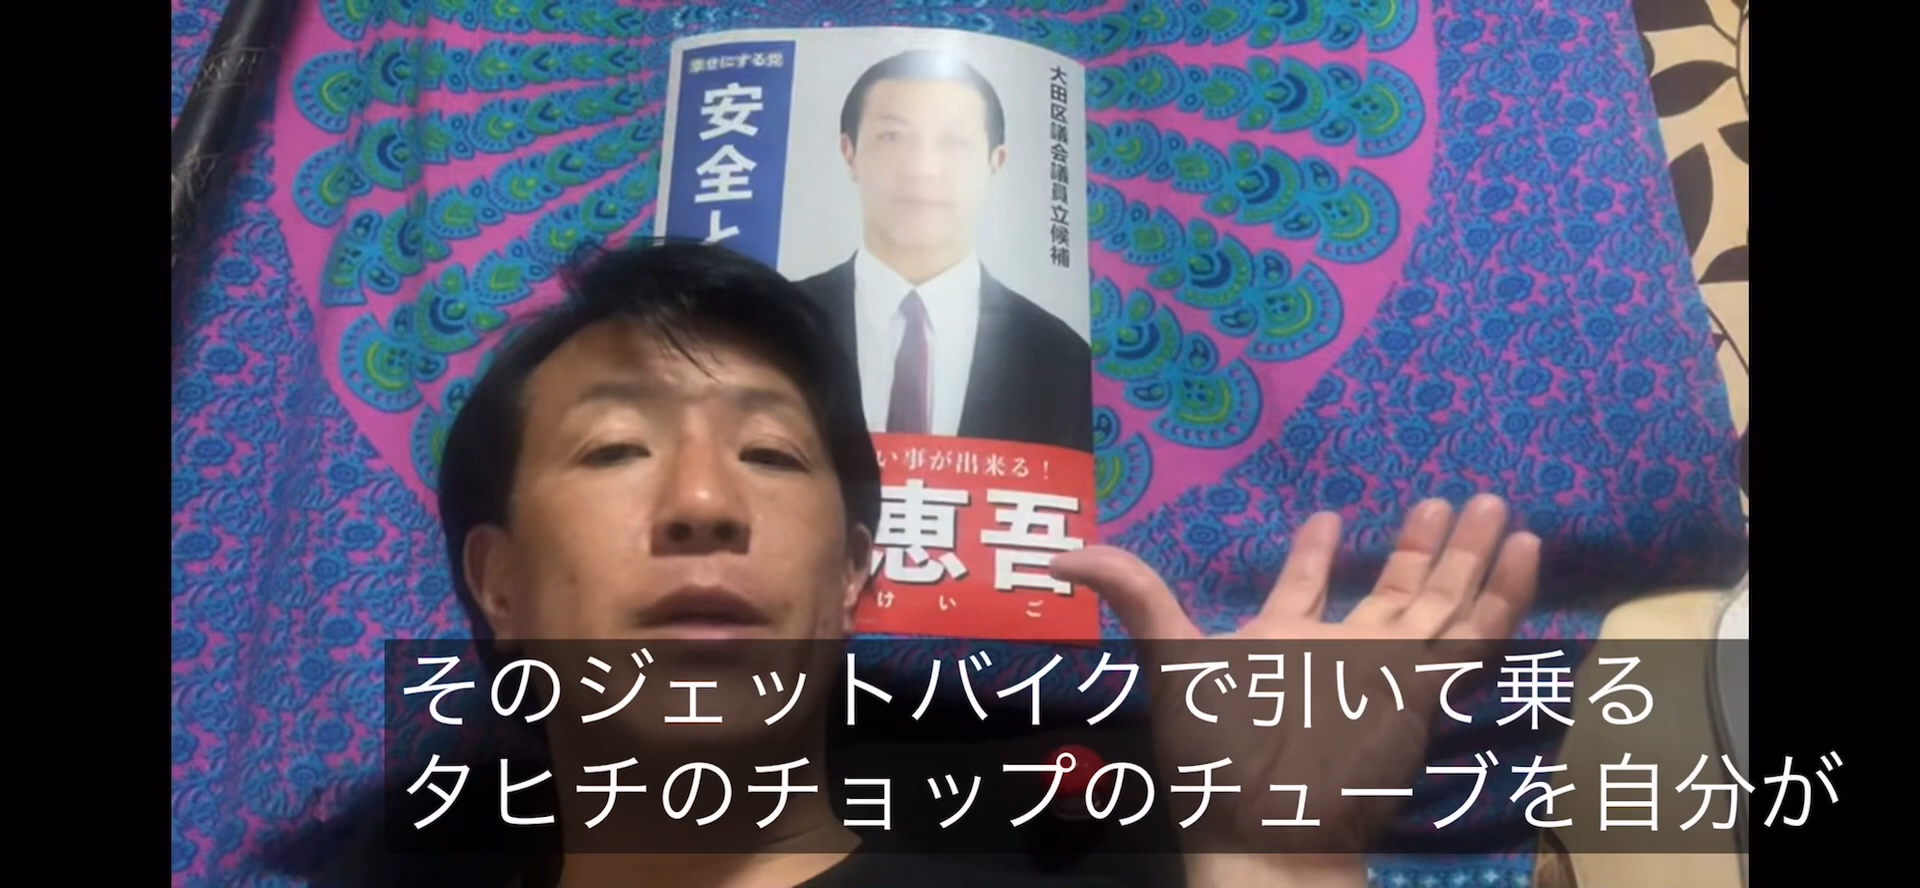 幸せにする党
安全と
大田区議会議員立候補
い事が出来る！
恵吾
けいご
そのジェットバイクで引いて乗る
タヒチのチョップのチューブを自分が